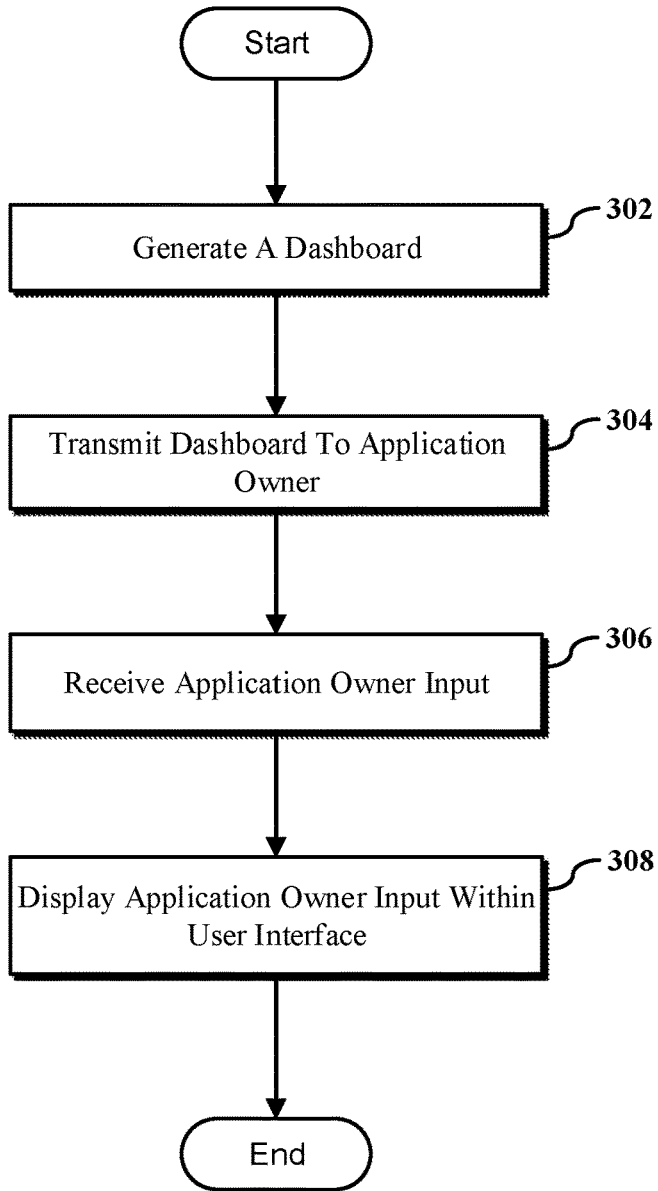 Start
302
Generate A Dashboard
304
Transmit Dashboard To Application
Owner
306
Receive Application Owner Input
308
Display Application Owner Input Within
User Interface
End